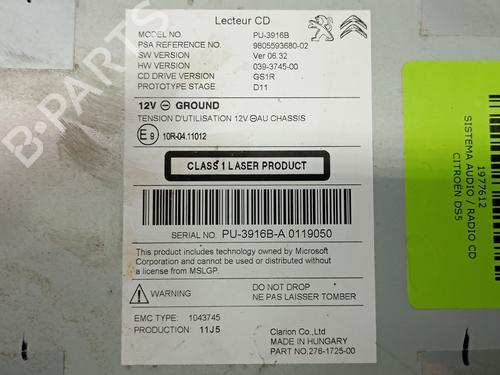 Lecteur CD
MODEL NO. PU-3916B
PSA REFERENCE NO. 9805593680-02
SW VERSION Ver 06.32
HW VERSION 039-3745-00
CD DRIVE VERSION GS1R
PROTOTYPE STAGE D11
12V ⊖ GROUND
TENSION D'UTILISATION 12V ⊖AU CHASSIS
E 9 10R-04.11012
CLASS 1 LASER PRODUCT
SERIAL NO. PU-3916B-A 0119050
This product includes technology owned by Microsoft
Corporation and cannot be used or distributed without
a license from MSLGP.
WARNING
DO NOT DROP
NE PAS LAISSER TOMBER
EMC TYPE: 1043745
PRODUCTION: 11J5
Clarion Co., Ltd
MADE IN HUNGARY
PART NO.276-1725-00
1977612
SISTEMA AUDIO / RADIO CD
CITROËN DS5
B-PARTS